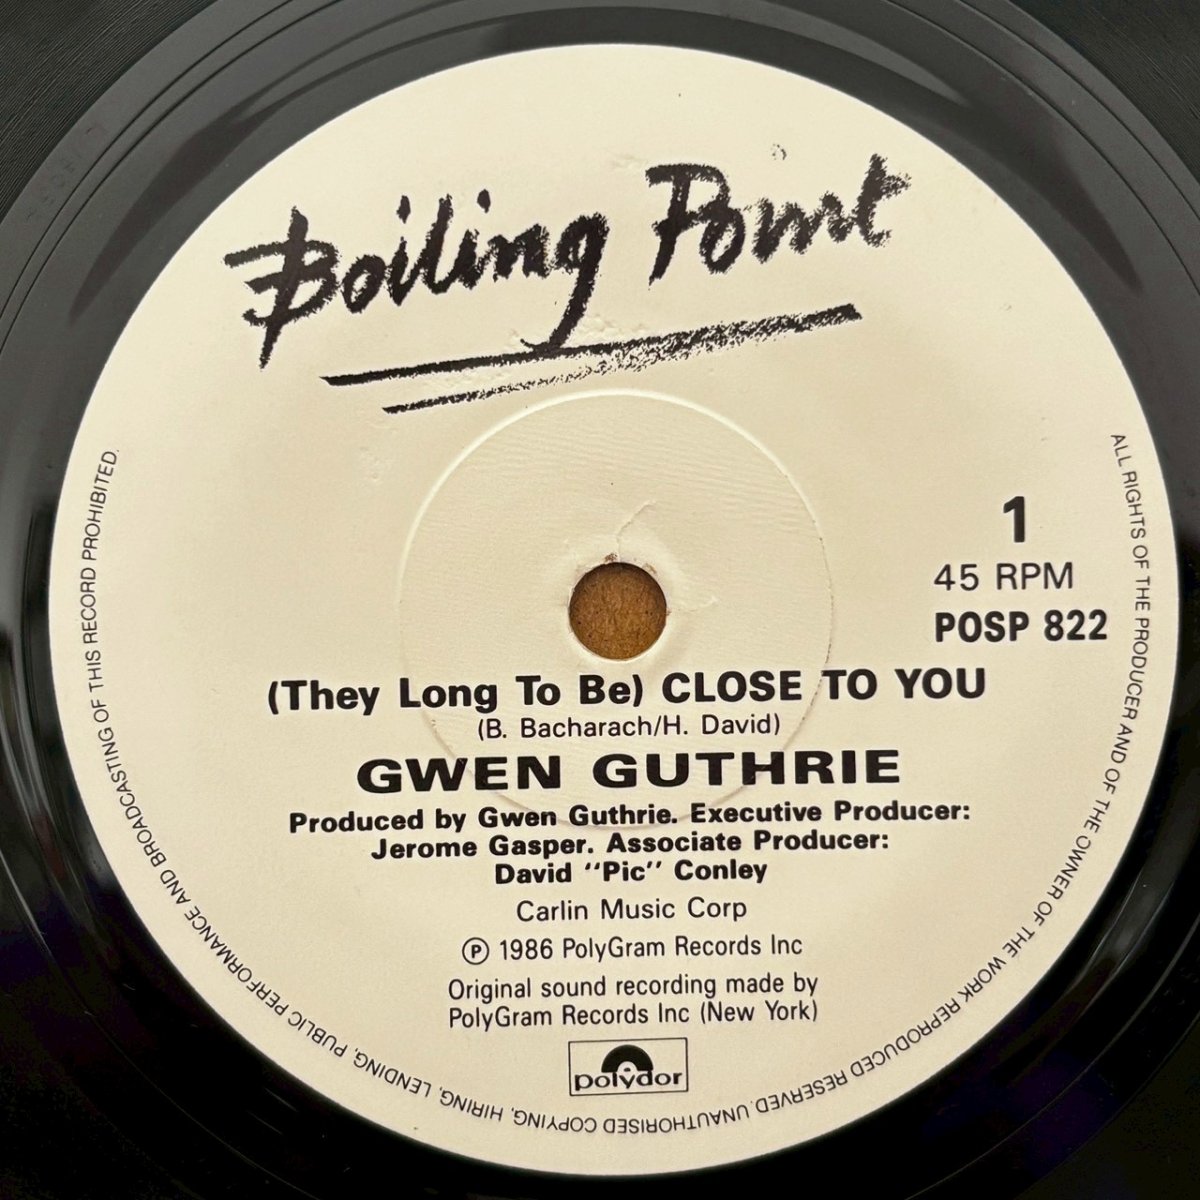 Boiling Point
1
45 RPM
POSP 822
(They Long To Be) CLOSE TO YOU
(B. Bacharach/H. David)
GWEN GUTHRIE
Produced by Gwen Guthrie. Executive Producer:
Jerome Gasper. Associate Producer:
David "Pic" Conley
Carlin Music Corp
℗ 1986 PolyGram Records Inc
Original sound recording made by
PolyGram Records Inc (New York)
polydor
ALL RIGHTS OF THE PRODUCER AND OF THE OWNER OF THE WORK REPRODUCED RESERVED. UNAUTHORISED COPYING, HIRING, LENDING, PUBLIC PERFORMANCE AND BROADCASTING OF THIS RECORD PROHIBITED.